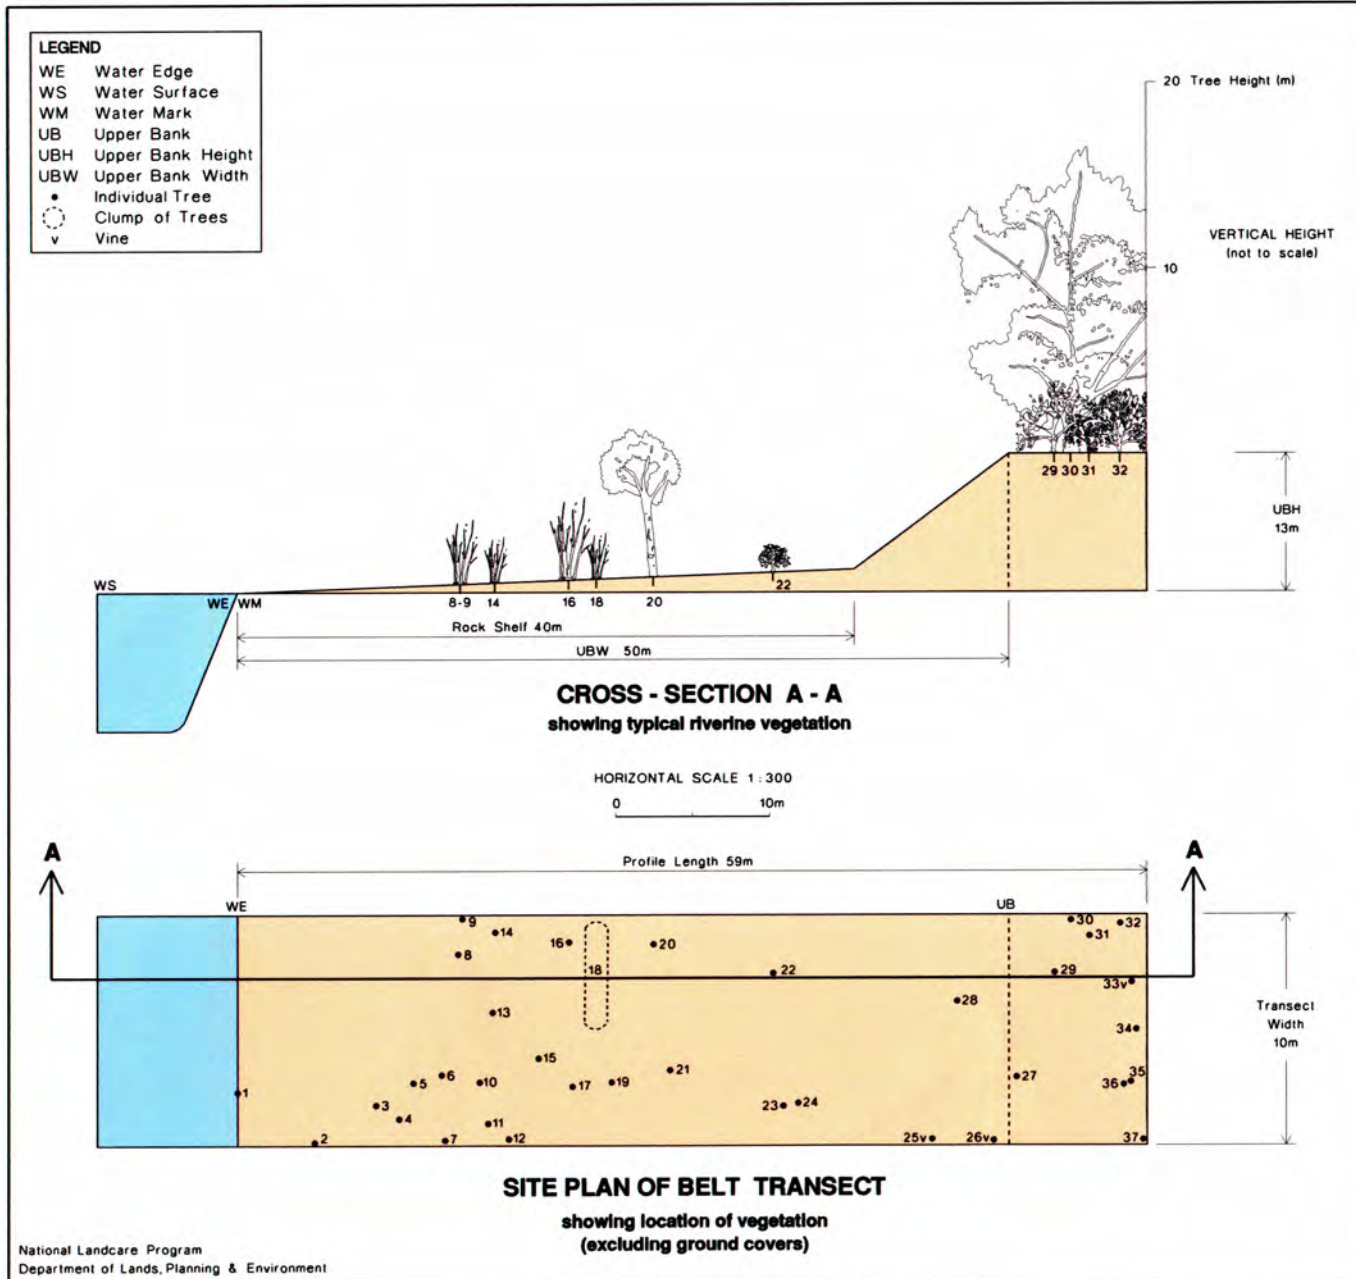 LEGEND
WE Water Edge
WS Water Surface
WM Water Mark
UB Upper Bank
UBH Upper Bank Height
UBW Upper Bank Width
• Individual Tree
Clump of Trees
v Vine
20 Tree Height (m)
VERTICAL HEIGHT
(not to scale)
10
29 30 31 32
UBH
13m
WS
WE WM
8-9 14 16 18 20 22
Rock Shelf 40m
UBW 50m
CROSS - SECTION A - A
showing typical riverine vegetation
HORIZONTAL SCALE 1 : 300
0 10m
A A
Profile Length 59m
WE UB
9 30 32
14 31
16 20
8
18 22 29
33v
28
13 34
Transect
Width
10m
15
21
6 27 35
5 10 17 19 36
1
3 23 24
4 11
2 7 12 25v 26v 37
SITE PLAN OF BELT TRANSECT
showing location of vegetation
(excluding ground covers)
National Landcare Program
Department of Lands, Planning & Environment